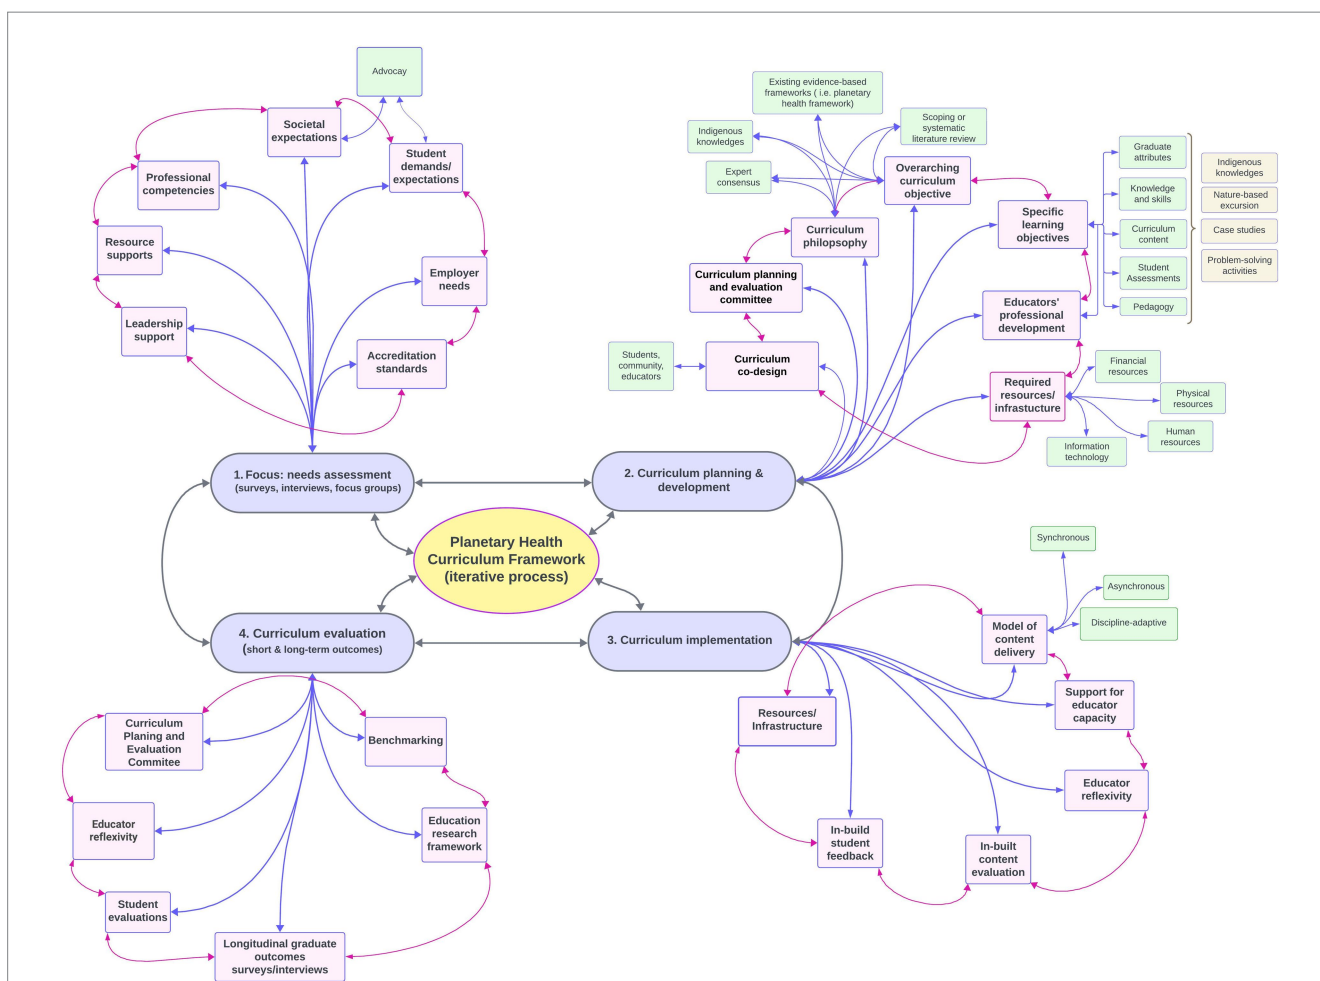 Advocay
Societal
expectations
Student
demands/
expectations
Professional
competencies
Resource
supports
Employer
needs
Leadership
support
Accreditation
standards
1. Focus: needs assessment
(surveys, interviews, focus groups)
Existing evidence-based
frameworks ( i.e. planetary
health framework)
Scoping or
systematic
literature review
Indigenous
knowledges
Expert
consensus
Overarching
curriculum
objective
Curriculum
philopsophy
Curriculum planning
and evaluation
committee
Curriculum
co-design
Students,
community,
educators
Specific
learning
objectives
Educators'
professional
development
Required
resources/
infrastucture
Graduate
attributes
Knowledge
and skills
Curriculum
content
Student
Assessments
Pedagogy
Indigenous
knowledges
Nature-based
excursion
Case studies
Problem-solving
activities
Financial
resources
Physical
resources
Human
resources
Information
technology
2. Curriculum planning &
development
Planetary Health
Curriculum Framework
(iterative process)
4. Curriculum evaluation
(short & long-term outcomes)
3. Curriculum implementation
Synchronous
Asynchronous
Discipline-adaptive
Model of
content
delivery
Support for
educator
capacity
Educator
reflexivity
In-built
content
evaluation
In-build
student
feedback
Resources/
Infrastructure
Curriculum
Planing and
Evaluation
Commitee
Benchmarking
Educator
reflexivity
Education
research
framework
Student
evaluations
Longitudinal graduate
outcomes
surveys/interviews